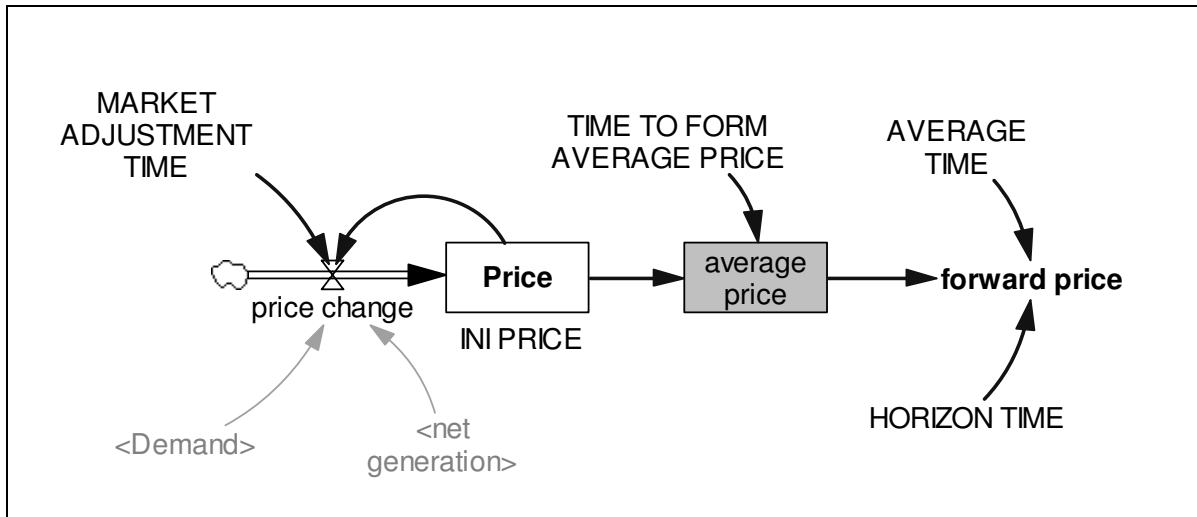 MARKET
ADJUSTMENT
TIME
TIME TO FORM
AVERAGE PRICE
AVERAGE
TIME
Price
average
price
forward price
price change
INI PRICE
<Demand>
<net
generation>
HORIZON TIME